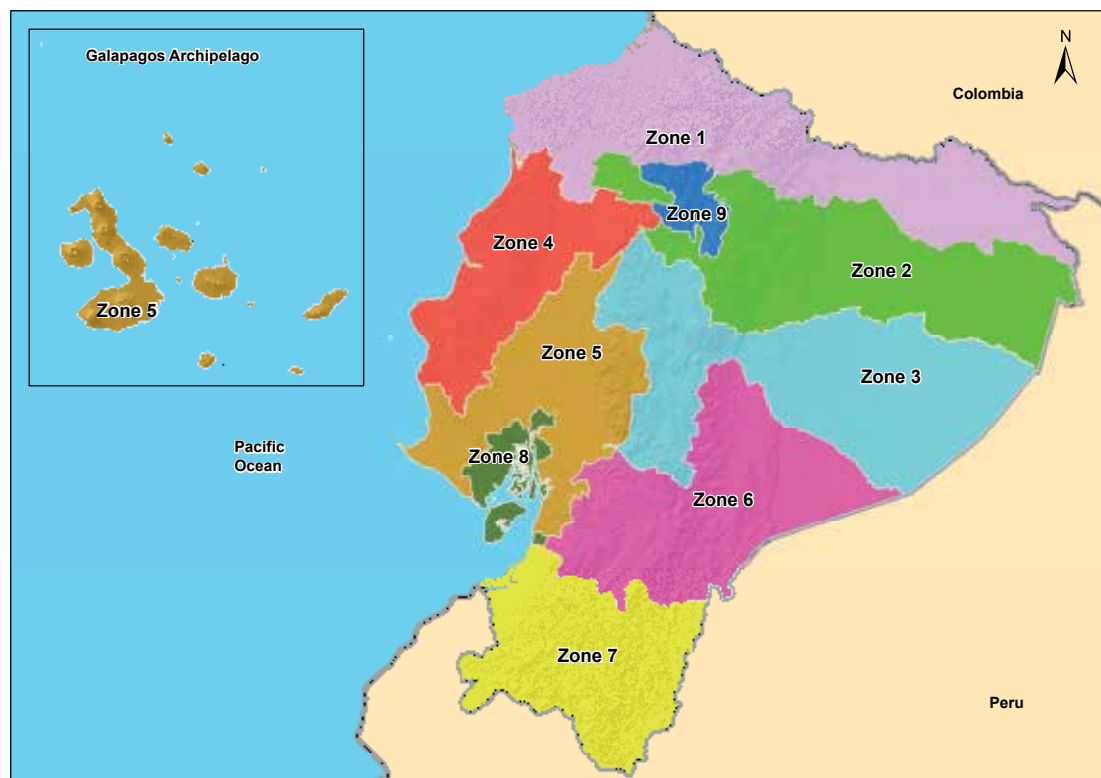 Galapagos Archipelago
N
Colombia
Zone 1
Zone 9
Zone 4
Zone 2
Zone 5
Zone 5
Zone 3
Pacific
Ocean
Zone 8
Zone 6
Zone 7
Peru